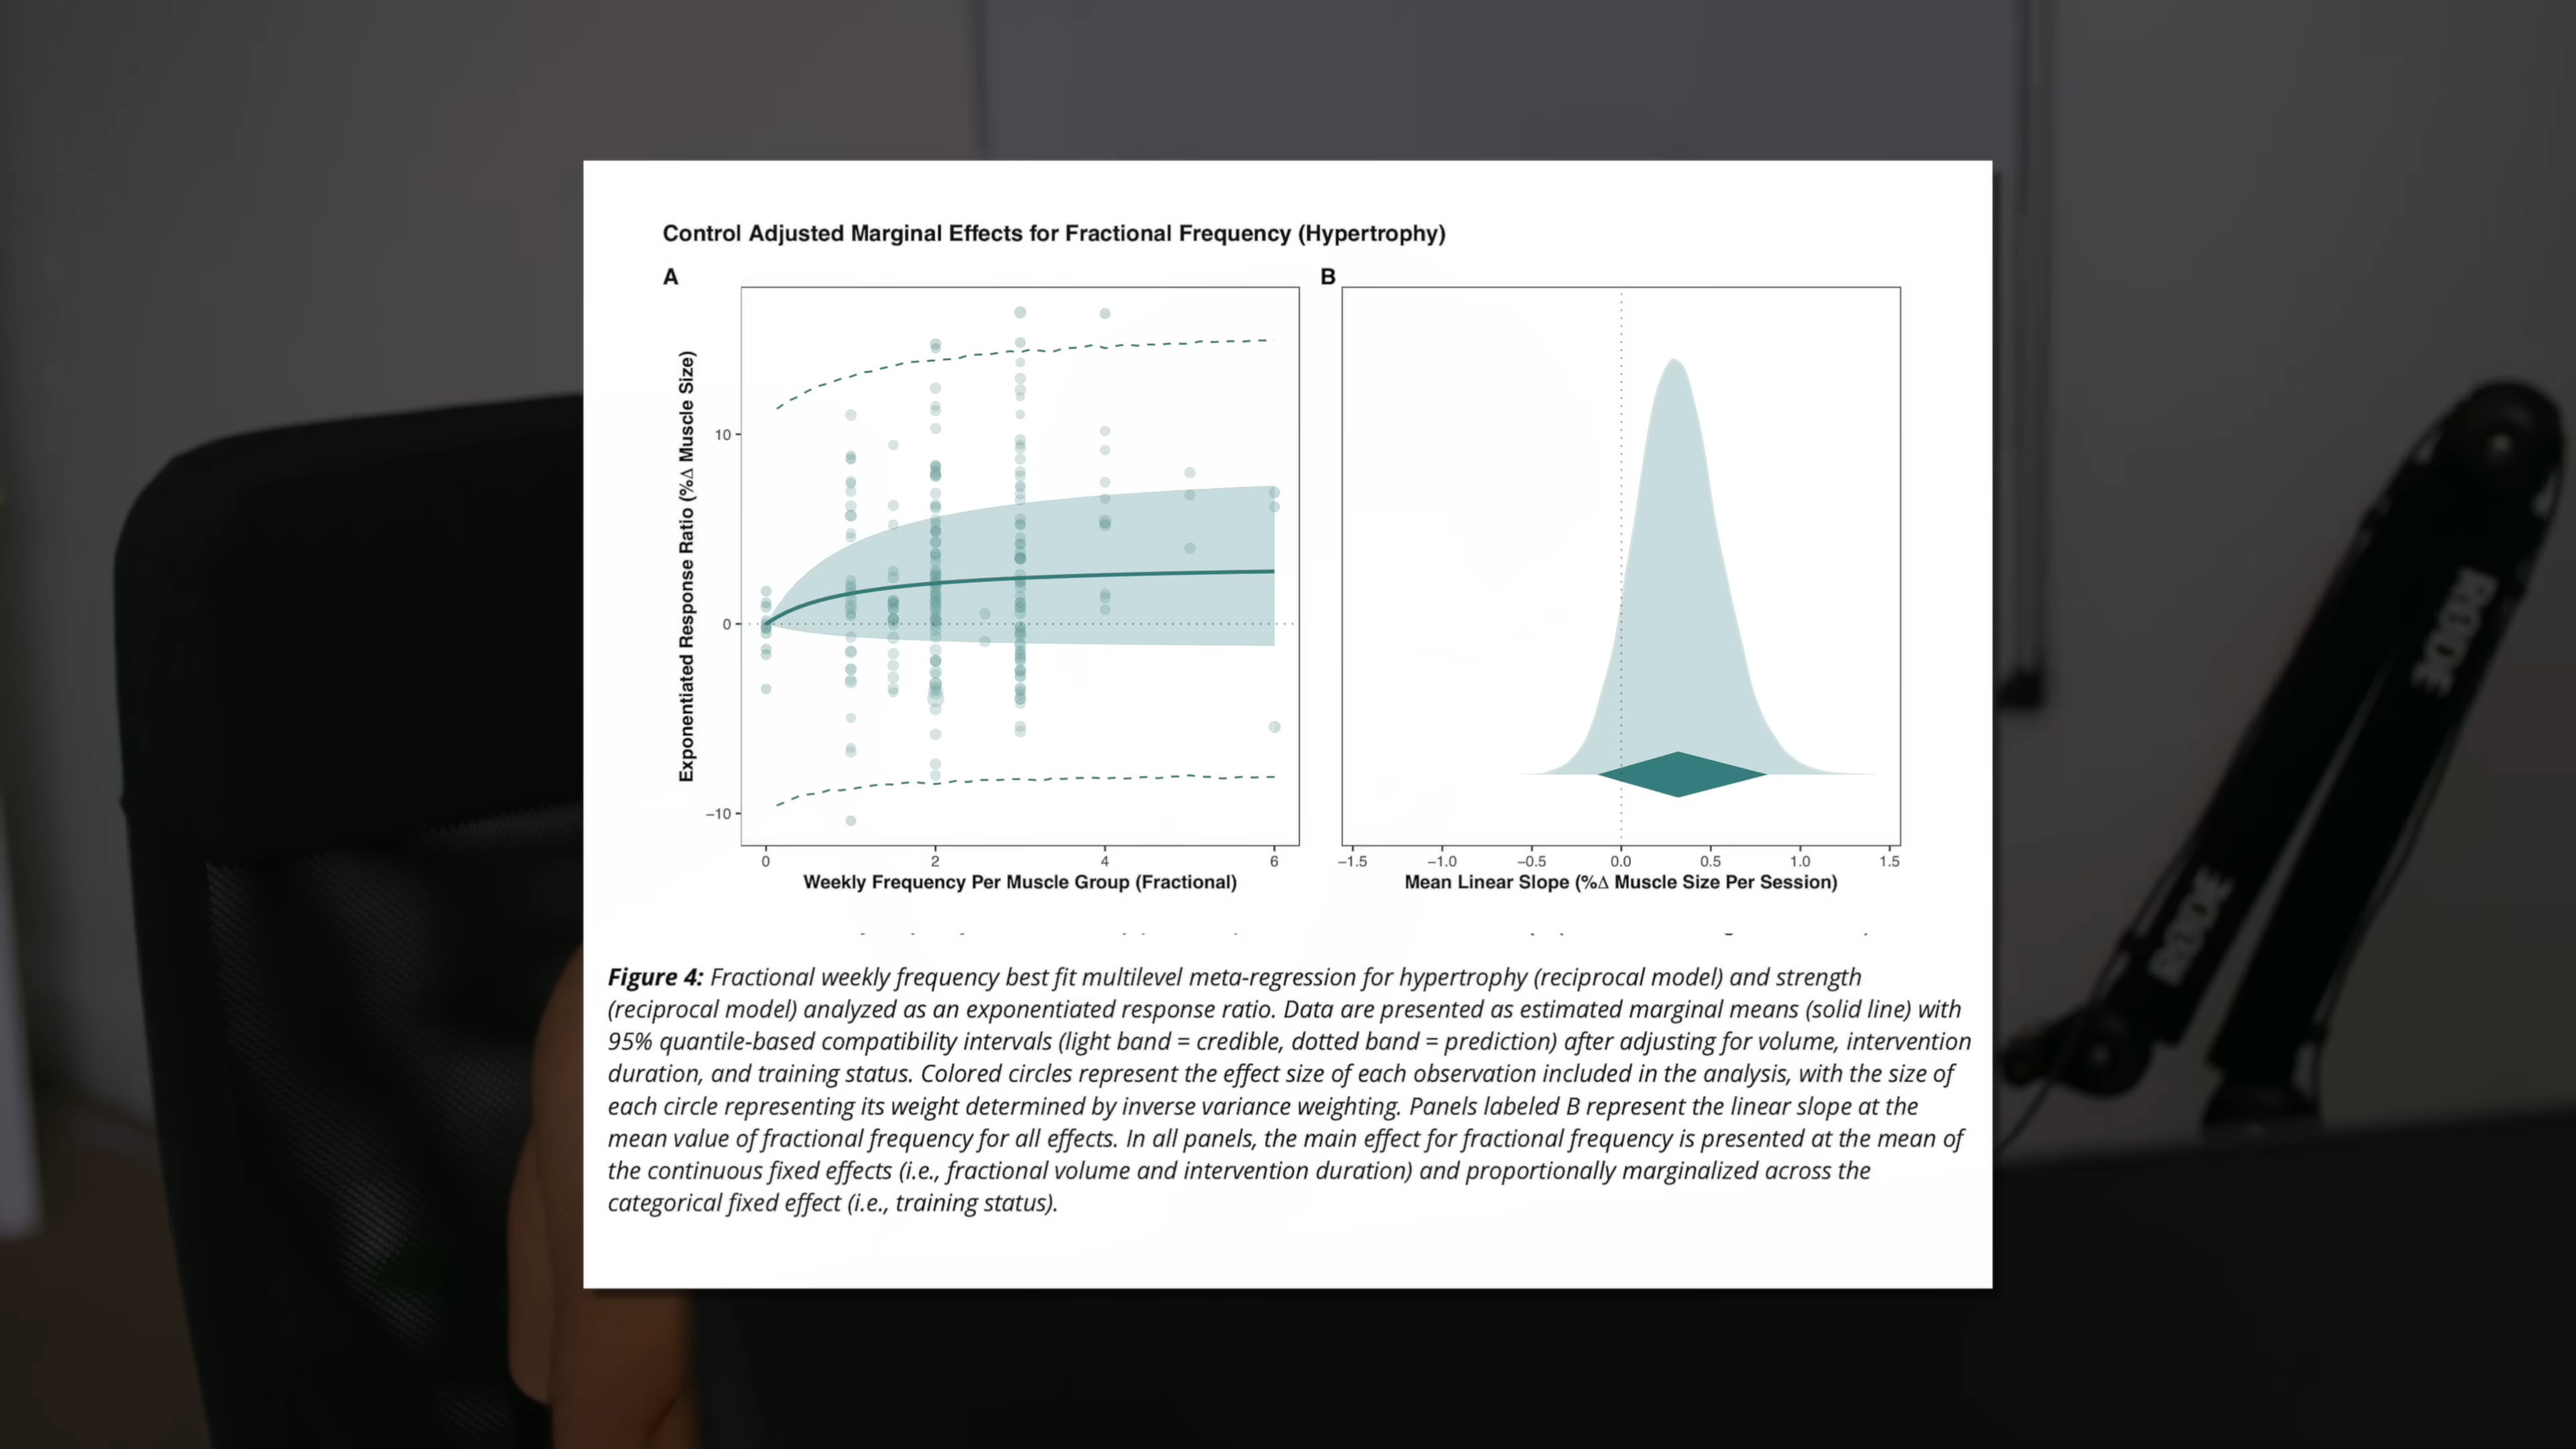 Control Adjusted Marginal Effects for Fractional Frequency (Hypertrophy)
A
B
Exponentiated Response Ratio (%Δ Muscle Size)
10
0
−10
0
2
4
6
Weekly Frequency Per Muscle Group (Fractional)
−1.5
−1.0
−0.5
0.0
0.5
1.0
1.5
Mean Linear Slope (%Δ Muscle Size Per Session)
Figure 4: Fractional weekly frequency best fit multilevel meta-regression for hypertrophy (reciprocal model) and strength
(reciprocal model) analyzed as an exponentiated response ratio. Data are presented as estimated marginal means (solid line) with
95% quantile-based compatibility intervals (light band = credible, dotted band = prediction) after adjusting for volume, intervention
duration, and training status. Colored circles represent the effect size of each observation included in the analysis, with the size of
each circle representing its weight determined by inverse variance weighting. Panels labeled B represent the linear slope at the
mean value of fractional frequency for all effects. In all panels, the main effect for fractional frequency is presented at the mean of
the continuous fixed effects (i.e., fractional volume and intervention duration) and proportionally marginalized across the
categorical fixed effect (i.e., training status).
RØDE
RØDE